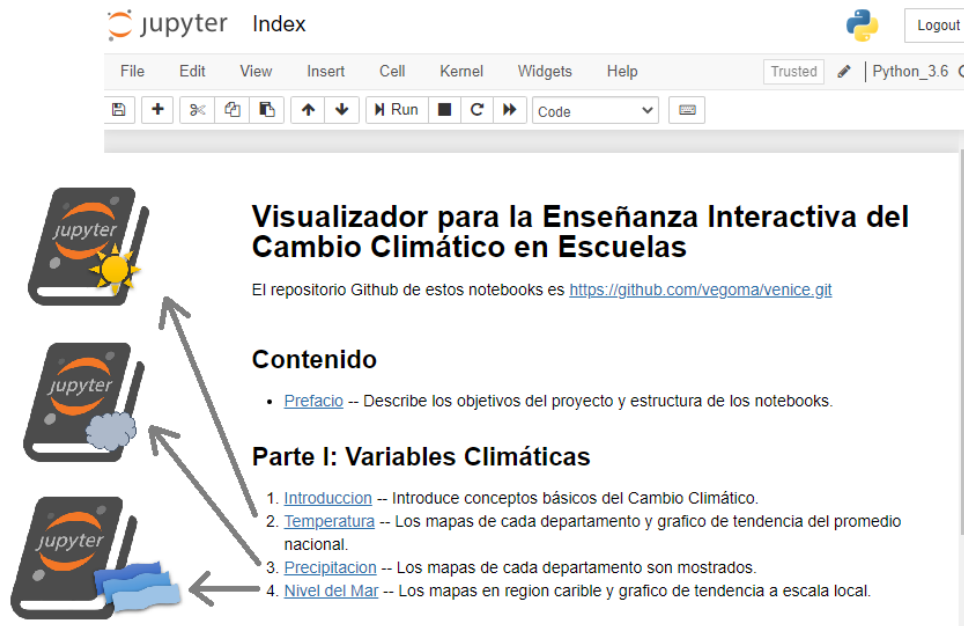 jupyter Index
Logout
File Edit View Insert Cell Kernel Widgets Help
Trusted Python_3.6
Run Code
jupyter
jupyter
jupyter
Visualizador para la Enseñanza Interactiva del
Cambio Climático en Escuelas
El repositorio Github de estos notebooks es https://github.com/vegoma/venice.git
Contenido
• Prefacio -- Describe los objetivos del proyecto y estructura de los notebooks.
Parte I: Variables Climáticas
1. Introduccion -- Introduce conceptos básicos del Cambio Climático.
2. Temperatura -- Los mapas de cada departamento y grafico de tendencia del promedio
nacional.
3. Precipitacion -- Los mapas de cada departamento son mostrados.
4. Nivel del Mar -- Los mapas en region carible y grafico de tendencia a escala local.